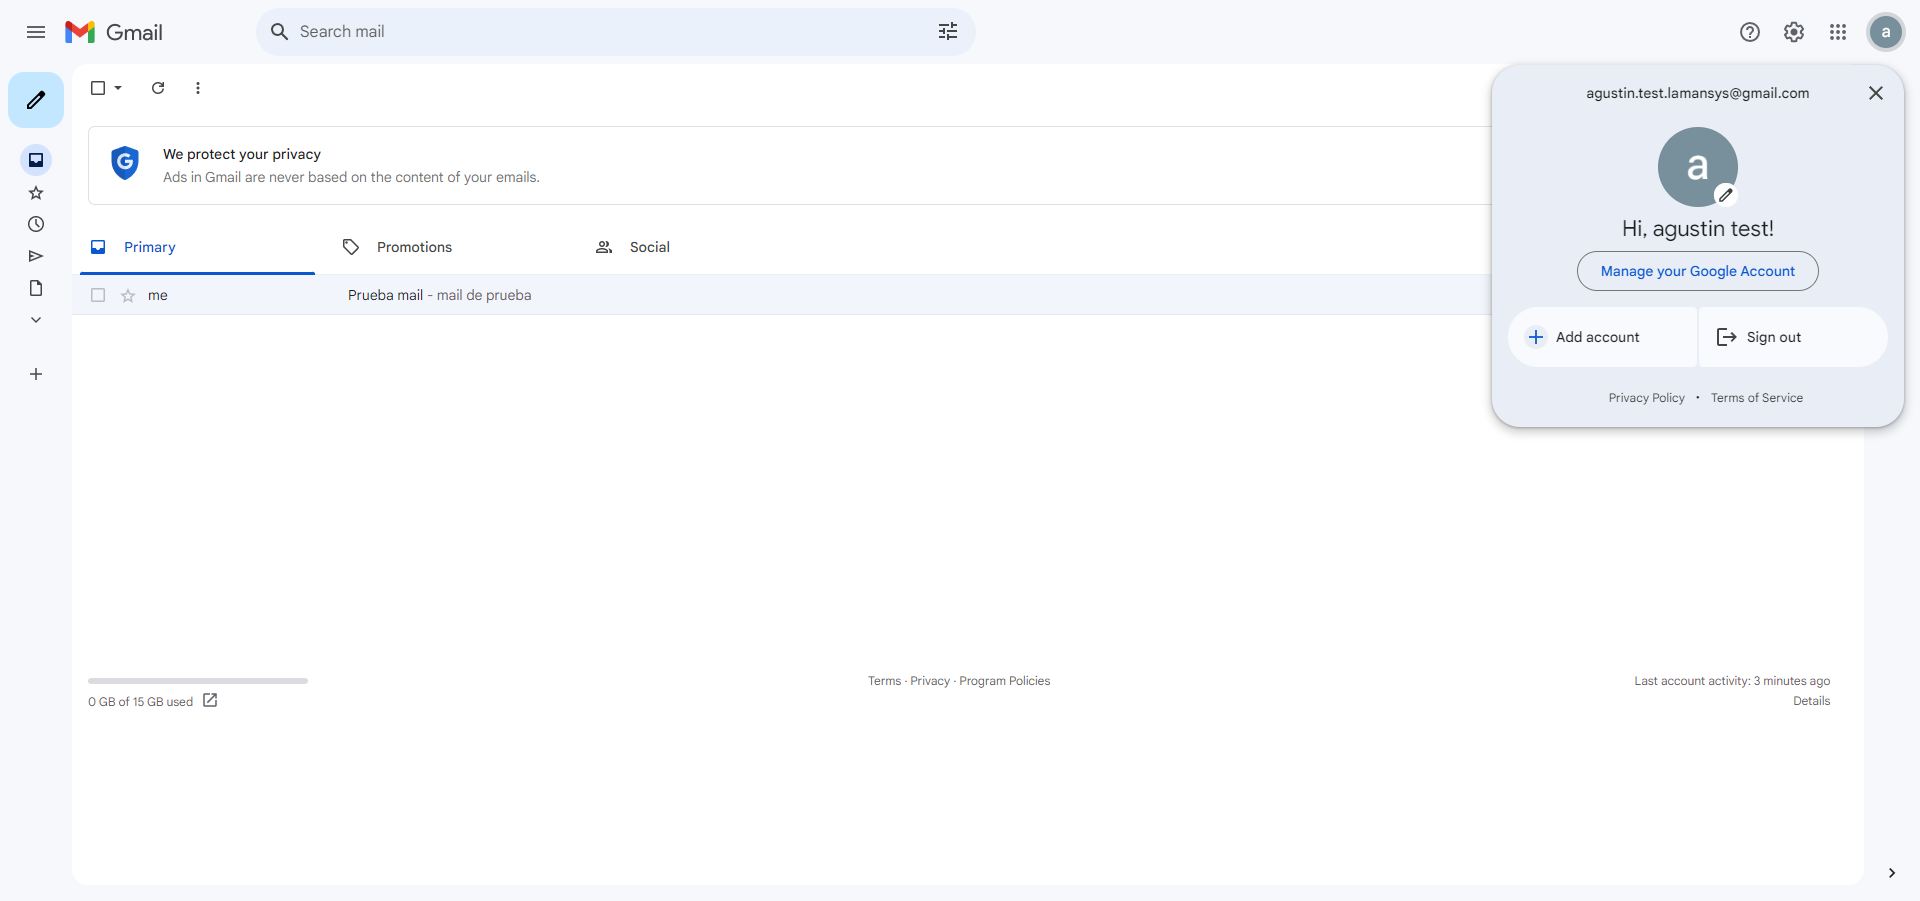 Gmail
Search mail
a
agustin.test.lamansys@gmail.com
a
Hi, agustin test!
Manage your Google Account
Add account
Sign out
Privacy Policy • Terms of Service
G
We protect your privacy
Ads in Gmail are never based on the content of your emails.
Primary
Promotions
Social
me
Prueba mail - mail de prueba
0 GB of 15 GB used
Terms · Privacy · Program Policies
Last account activity: 3 minutes ago
Details